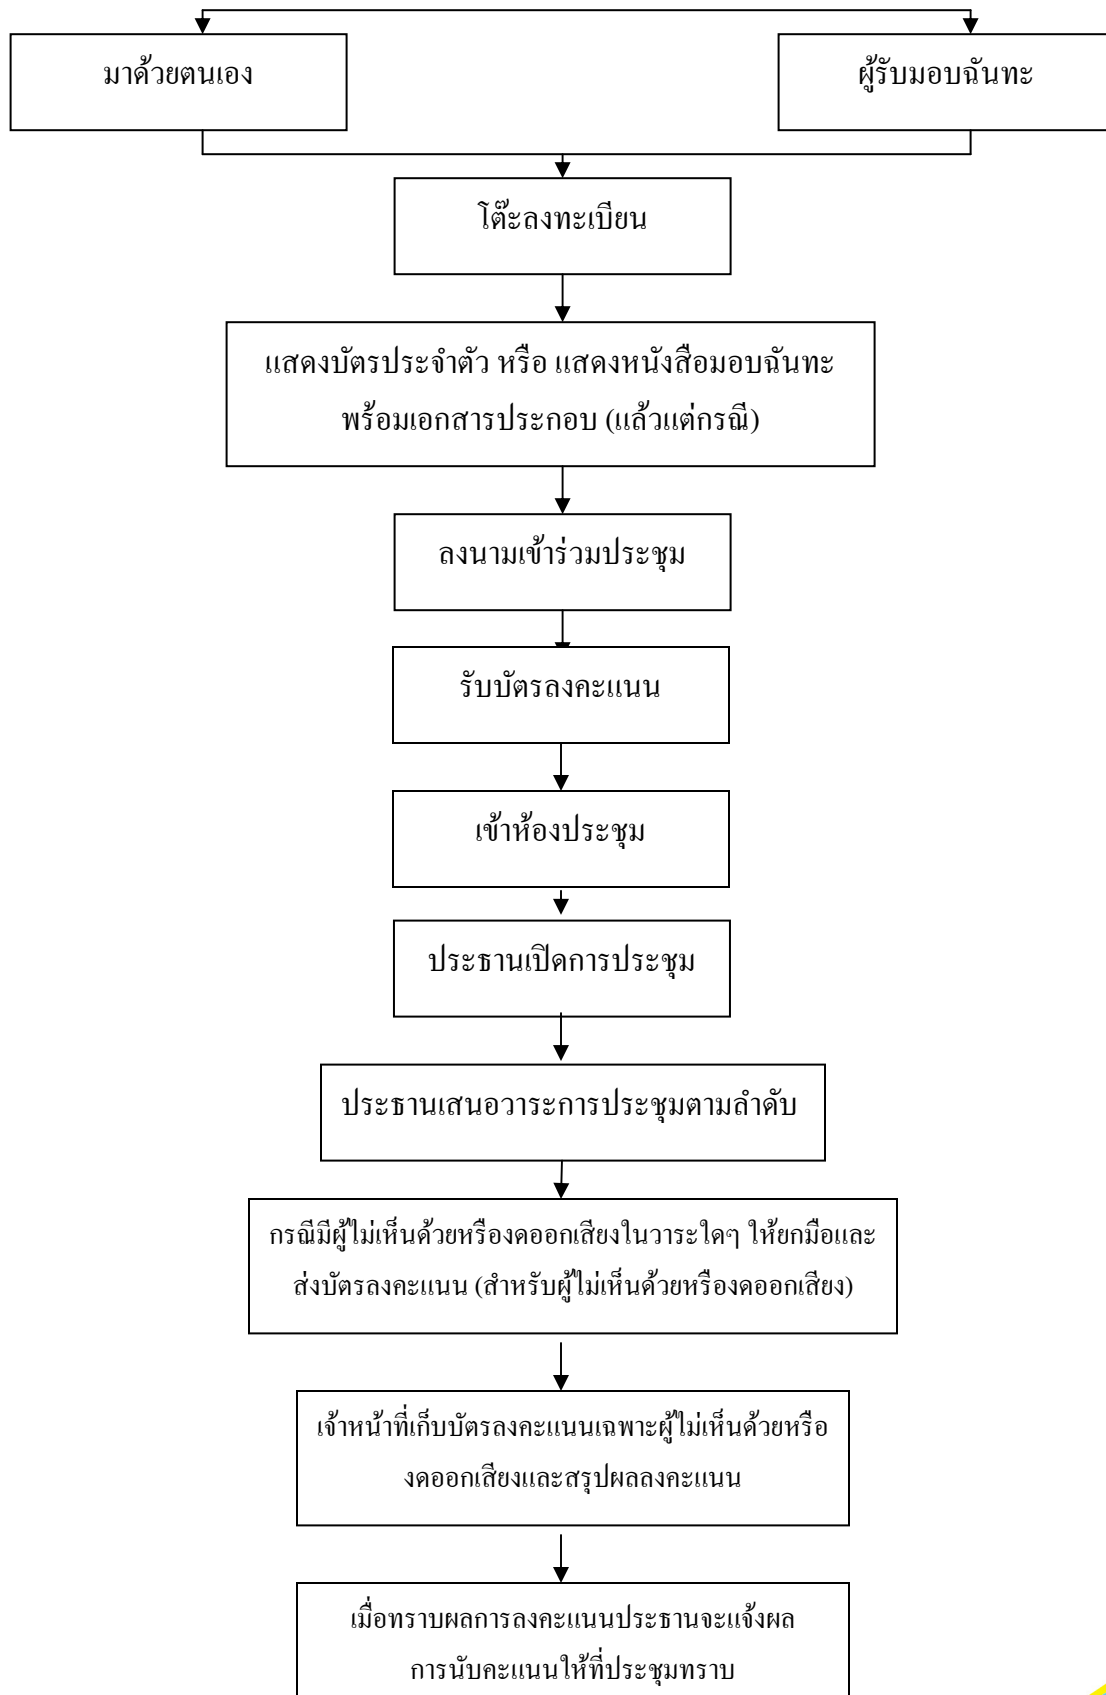 มาด้วยตนเอง
ผู้รับมอบฉันทะ
โต๊ะลงทะเบียน
แสดงบัตรประจำตัว หรือ แสดงหนังสือมอบฉันทะ
พร้อมเอกสารประกอบ (แล้วแต่กรณี)
ลงนามเข้าร่วมประชุม
รับบัตรลงคะแนน
เข้าห้องประชุม
ประธานเปิดการประชุม
ประธานเสนอวาระการประชุมตามลำดับ
กรณีมีผู้ไม่เห็นด้วยหรืองดออกเสียงในวาระใดๆ ให้ยกมือและ
ส่งบัตรลงคะแนน (สำหรับผู้ไม่เห็นด้วยหรืองดออกเสียง)
เจ้าหน้าที่เก็บบัตรลงคะแนนเฉพาะผู้ไม่เห็นด้วยหรือ
งดออกเสียงและสรุปผลลงคะแนน
เมื่อทราบผลการลงคะแนนประธานจะแจ้งผล
การนับคะแนนให้ที่ประชุมทราบ